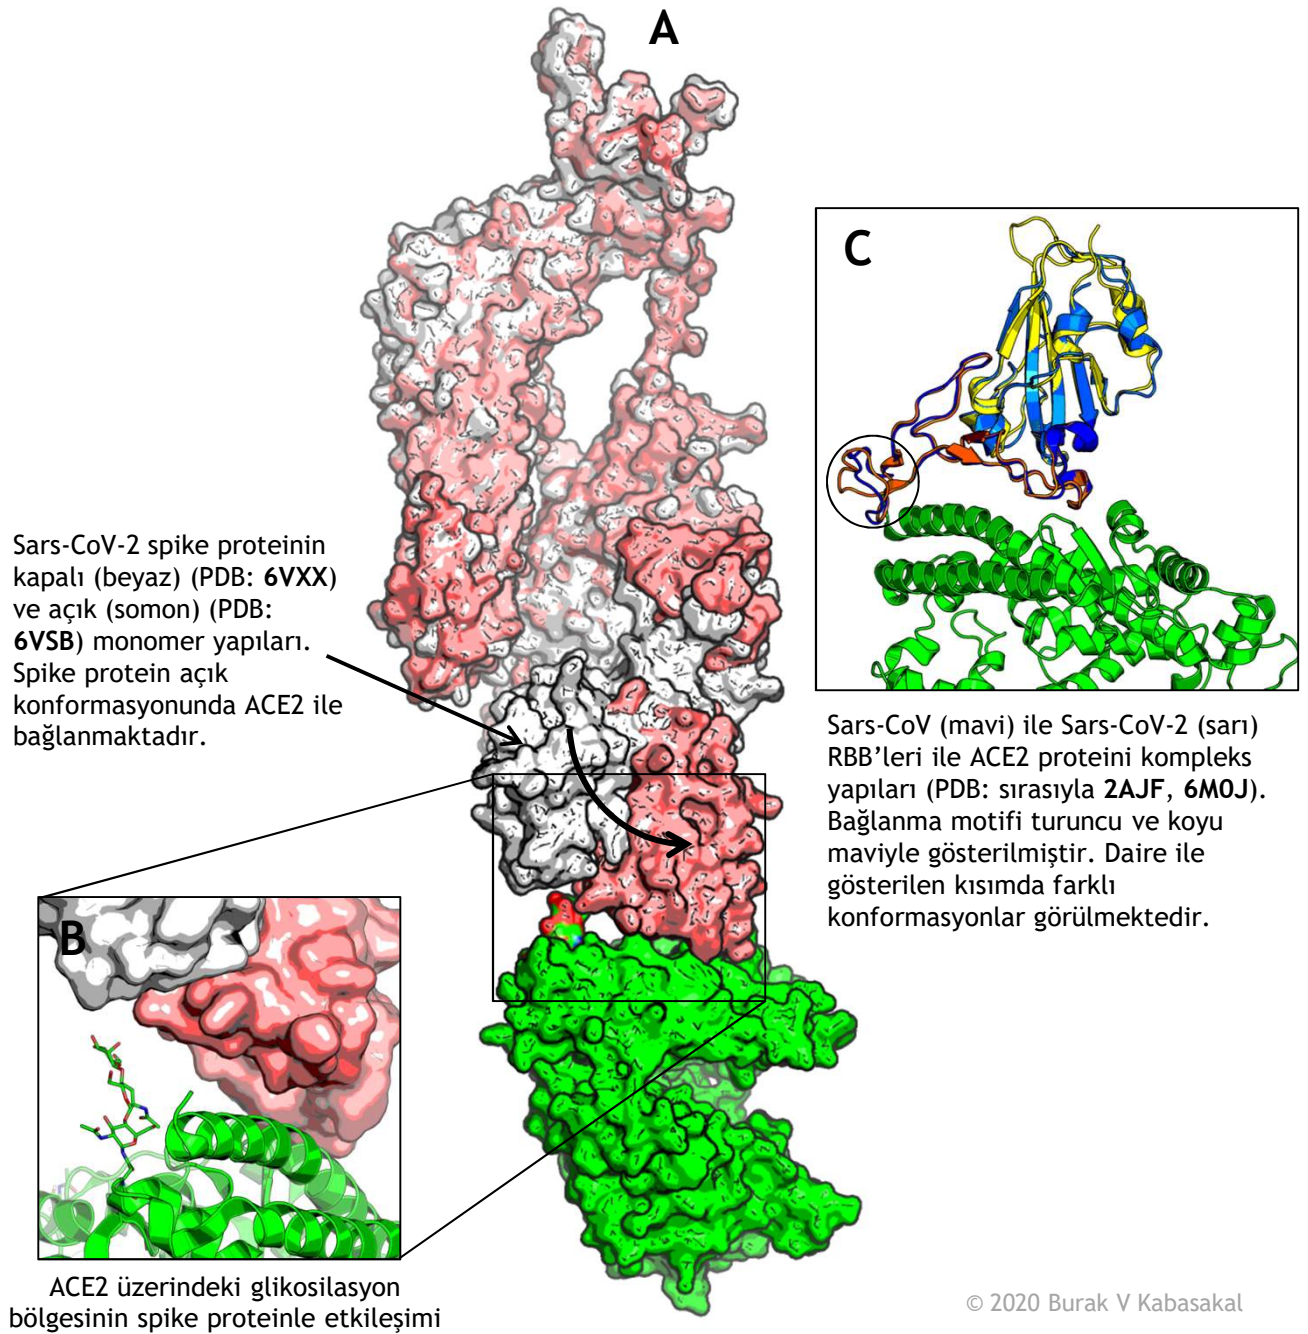 A
C
Sars-CoV-2 spike proteinin
kapalı (beyaz) (PDB: 6VXX)
ve açık (somon) (PDB:
6VSB) monomer yapıları.
Spike protein açık
konformasyonunda ACE2 ile
bağlanmaktadır.
Sars-CoV (mavi) ile Sars-CoV-2 (sarı)
RBB’leri ile ACE2 proteini kompleks
yapıları (PDB: sırasıyla 2AJF, 6M0J).
Bağlanma motifi turuncu ve koyu
maviyle gösterilmiştir. Daire ile
gösterilen kısımda farklı
konformasyonlar görülmektedir.
B
ACE2 üzerindeki glikosilasyon
bölgesinin spike proteinle etkileşimi
© 2020 Burak V Kabasakal